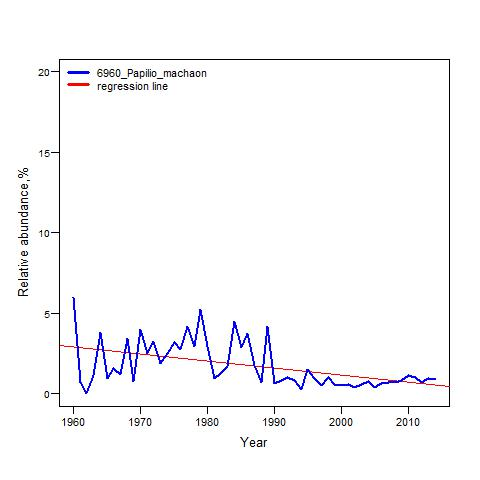 6960_Papilio_machaon
regression line
20
15
10
5
0
Relative abundance,%
1960 1970 1980 1990 2000 2010
Year